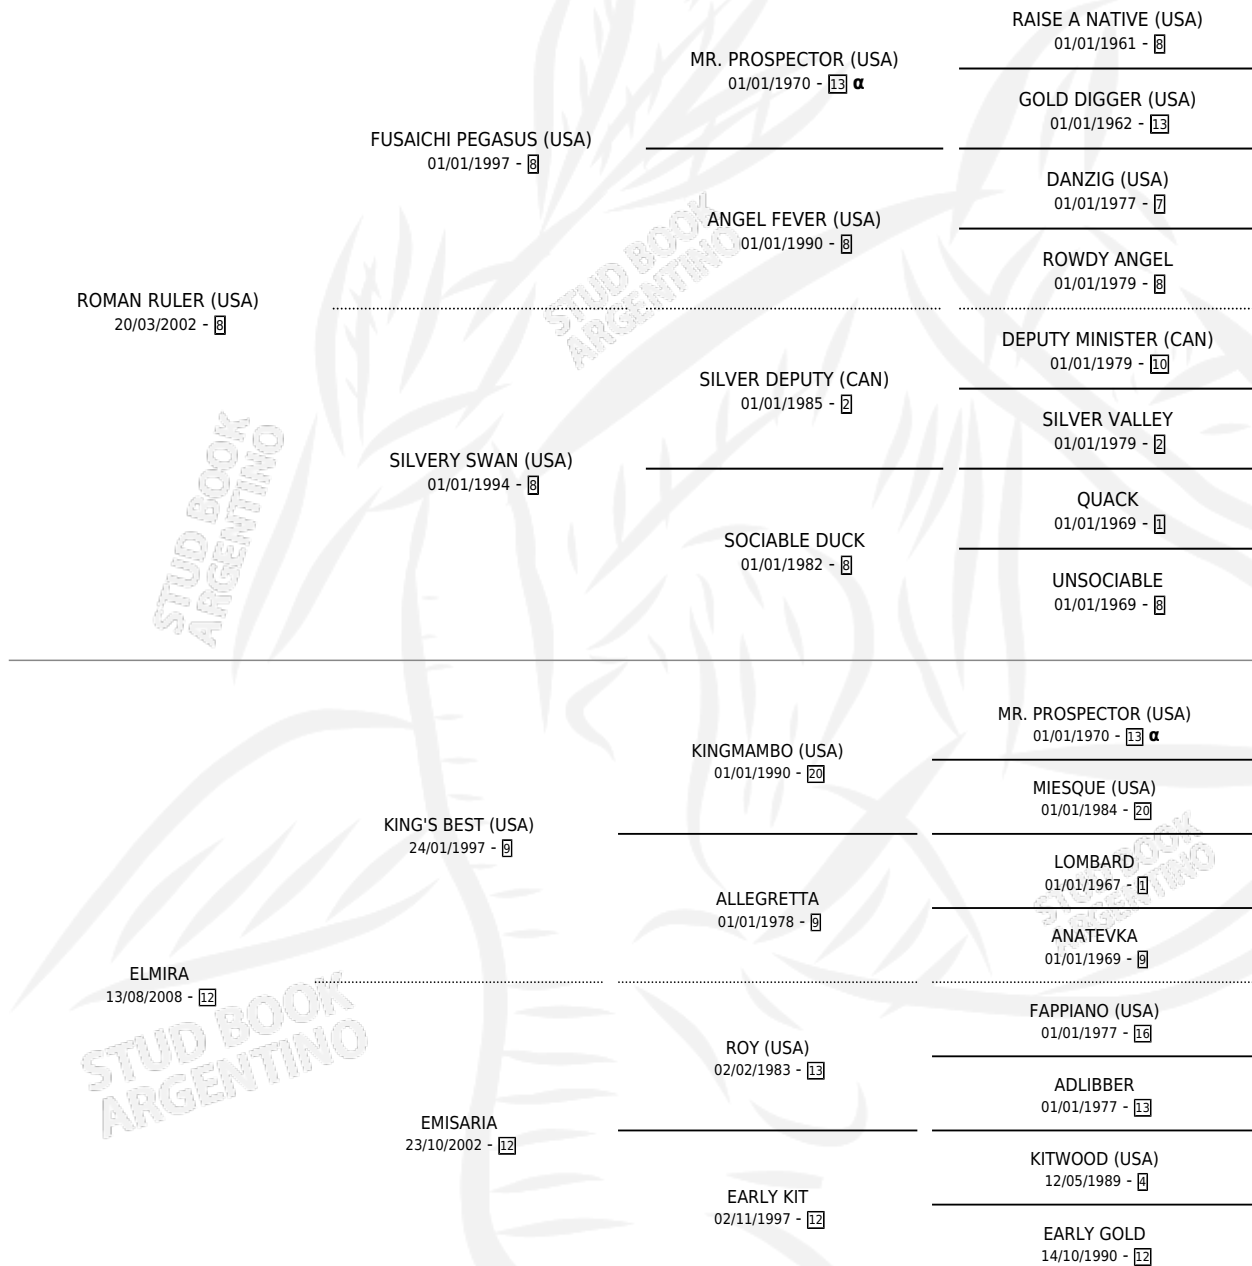 RAISE A NATIVE (USA)
01/01/1961 - 8
MR. PROSPECTOR (USA)
01/01/1970 - 13 α
GOLD DIGGER (USA)
01/01/1962 - 13
FUSAICHI PEGASUS (USA)
01/01/1997 - 8
DANZIG (USA)
01/01/1977 - 7
ANGEL FEVER (USA)
01/01/1990 - 8
ROWDY ANGEL
01/01/1979 - 8
ROMAN RULER (USA)
20/03/2002 - 8
DEPUTY MINISTER (CAN)
01/01/1979 - 10
SILVER DEPUTY (CAN)
01/01/1985 - 2
SILVER VALLEY
01/01/1979 - 2
SILVERY SWAN (USA)
01/01/1994 - 8
QUACK
01/01/1969 - 1
SOCIABLE DUCK
01/01/1982 - 8
UNSOCIABLE
01/01/1969 - 8
MR. PROSPECTOR (USA)
01/01/1970 - 13 α
KINGMAMBO (USA)
01/01/1990 - 20
MIESQUE (USA)
01/01/1984 - 20
KING'S BEST (USA)
24/01/1997 - 9
LOMBARD
01/01/1967 - 1
ALLEGRETTA
01/01/1978 - 9
ANATEVKA
01/01/1969 - 9
ELMIRA
13/08/2008 - 12
FAPPIANO (USA)
01/01/1977 - 16
ROY (USA)
02/02/1983 - 13
ADLIBBER
01/01/1977 - 13
EMISARIA
23/10/2002 - 12
KITWOOD (USA)
12/05/1989 - 4
EARLY KIT
02/11/1997 - 12
EARLY GOLD
14/10/1990 - 12
STUD BOOK
ARGENTINO
STUD BOOK
ARGENTINO
STUD BOOK
ARGENTINO
STUD BOOK
ARGENTINO